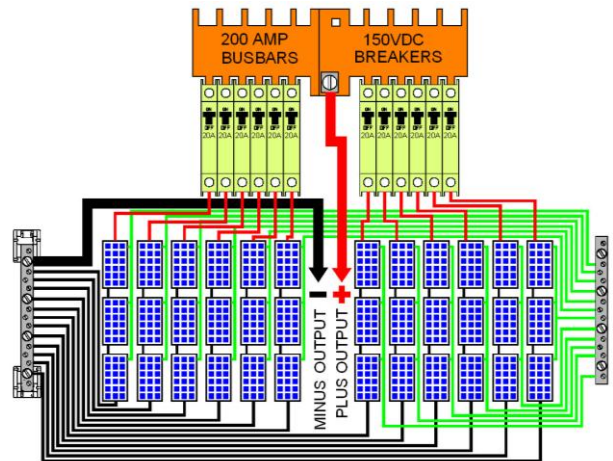 200 AMP
BUSBARS
150VDC
BREAKERS
ON ON ON ON ON ON
OFF OFF OFF OFF OFF OFF
20A 20A 20A 20A 20A 20A
ON ON ON ON ON ON
OFF OFF OFF OFF OFF OFF
20A 20A 20A 20A 20A 20A
MINUS OUTPUT -
PLUS OUTPUT +